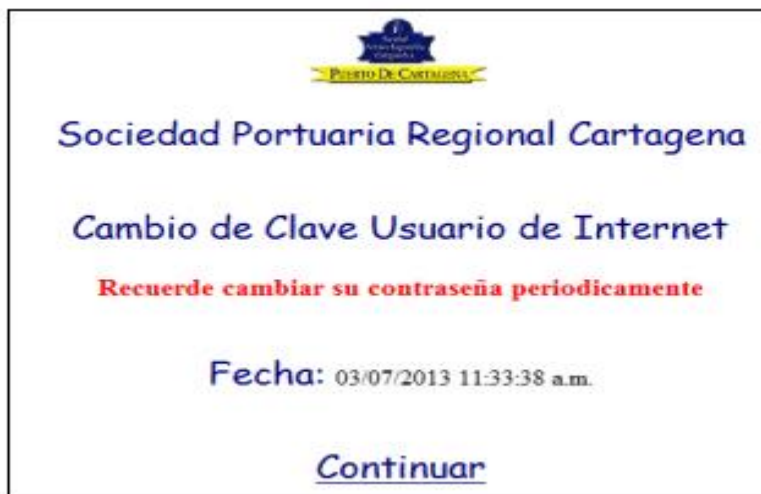 PUERTO DE CARTAGENA
Sociedad Portuaria Regional Cartagena
Cambio de Clave Usuario de Internet
Recuerde cambiar su contraseña periodicamente
Fecha: 03/07/2013 11:33:38 a.m.
Continuar